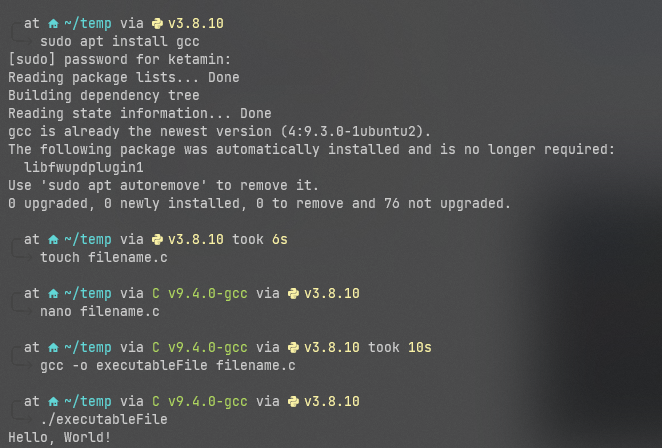 at ~/temp via v3.8.10
sudo apt install gcc
[sudo] password for ketamin:
Reading package lists... Done
Building dependency tree
Reading state information... Done
gcc is already the newest version (4:9.3.0-1ubuntu2).
The following package was automatically installed and is no longer required:
  libfwupdplugin1
Use 'sudo apt autoremove' to remove it.
0 upgraded, 0 newly installed, 0 to remove and 76 not upgraded.
at ~/temp via v3.8.10 took 6s
touch filename.c
at ~/temp via C v9.4.0-gcc via v3.8.10
nano filename.c
at ~/temp via C v9.4.0-gcc via v3.8.10 took 10s
gcc -o executableFile filename.c
at ~/temp via C v9.4.0-gcc via v3.8.10
./executableFile
Hello, World!